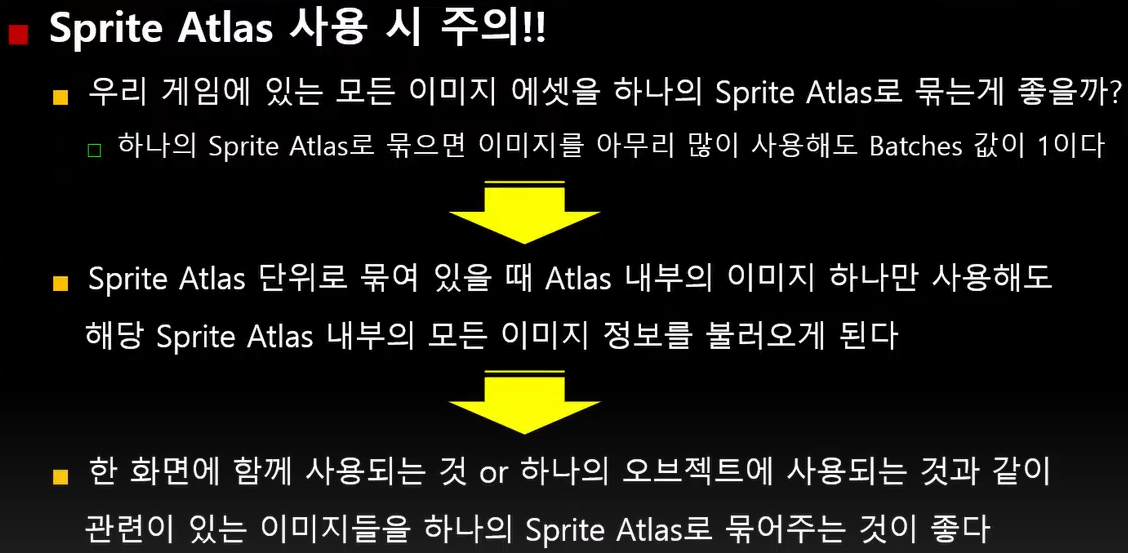 Sprite Atlas 사용 시 주의!!
우리 게임에 있는 모든 이미지 에셋을 하나의 Sprite Atlas로 묶는게 좋을까?
하나의 Sprite Atlas로 묶으면 이미지를 아무리 많이 사용해도 Batches 값이 1이다
Sprite Atlas 단위로 묶여 있을 때 Atlas 내부의 이미지 하나만 사용해도
해당 Sprite Atlas 내부의 모든 이미지 정보를 불러오게 된다
한 화면에 함께 사용되는 것 or 하나의 오브젝트에 사용되는 것과 같이
관련이 있는 이미지들을 하나의 Sprite Atlas로 묶어주는 것이 좋다